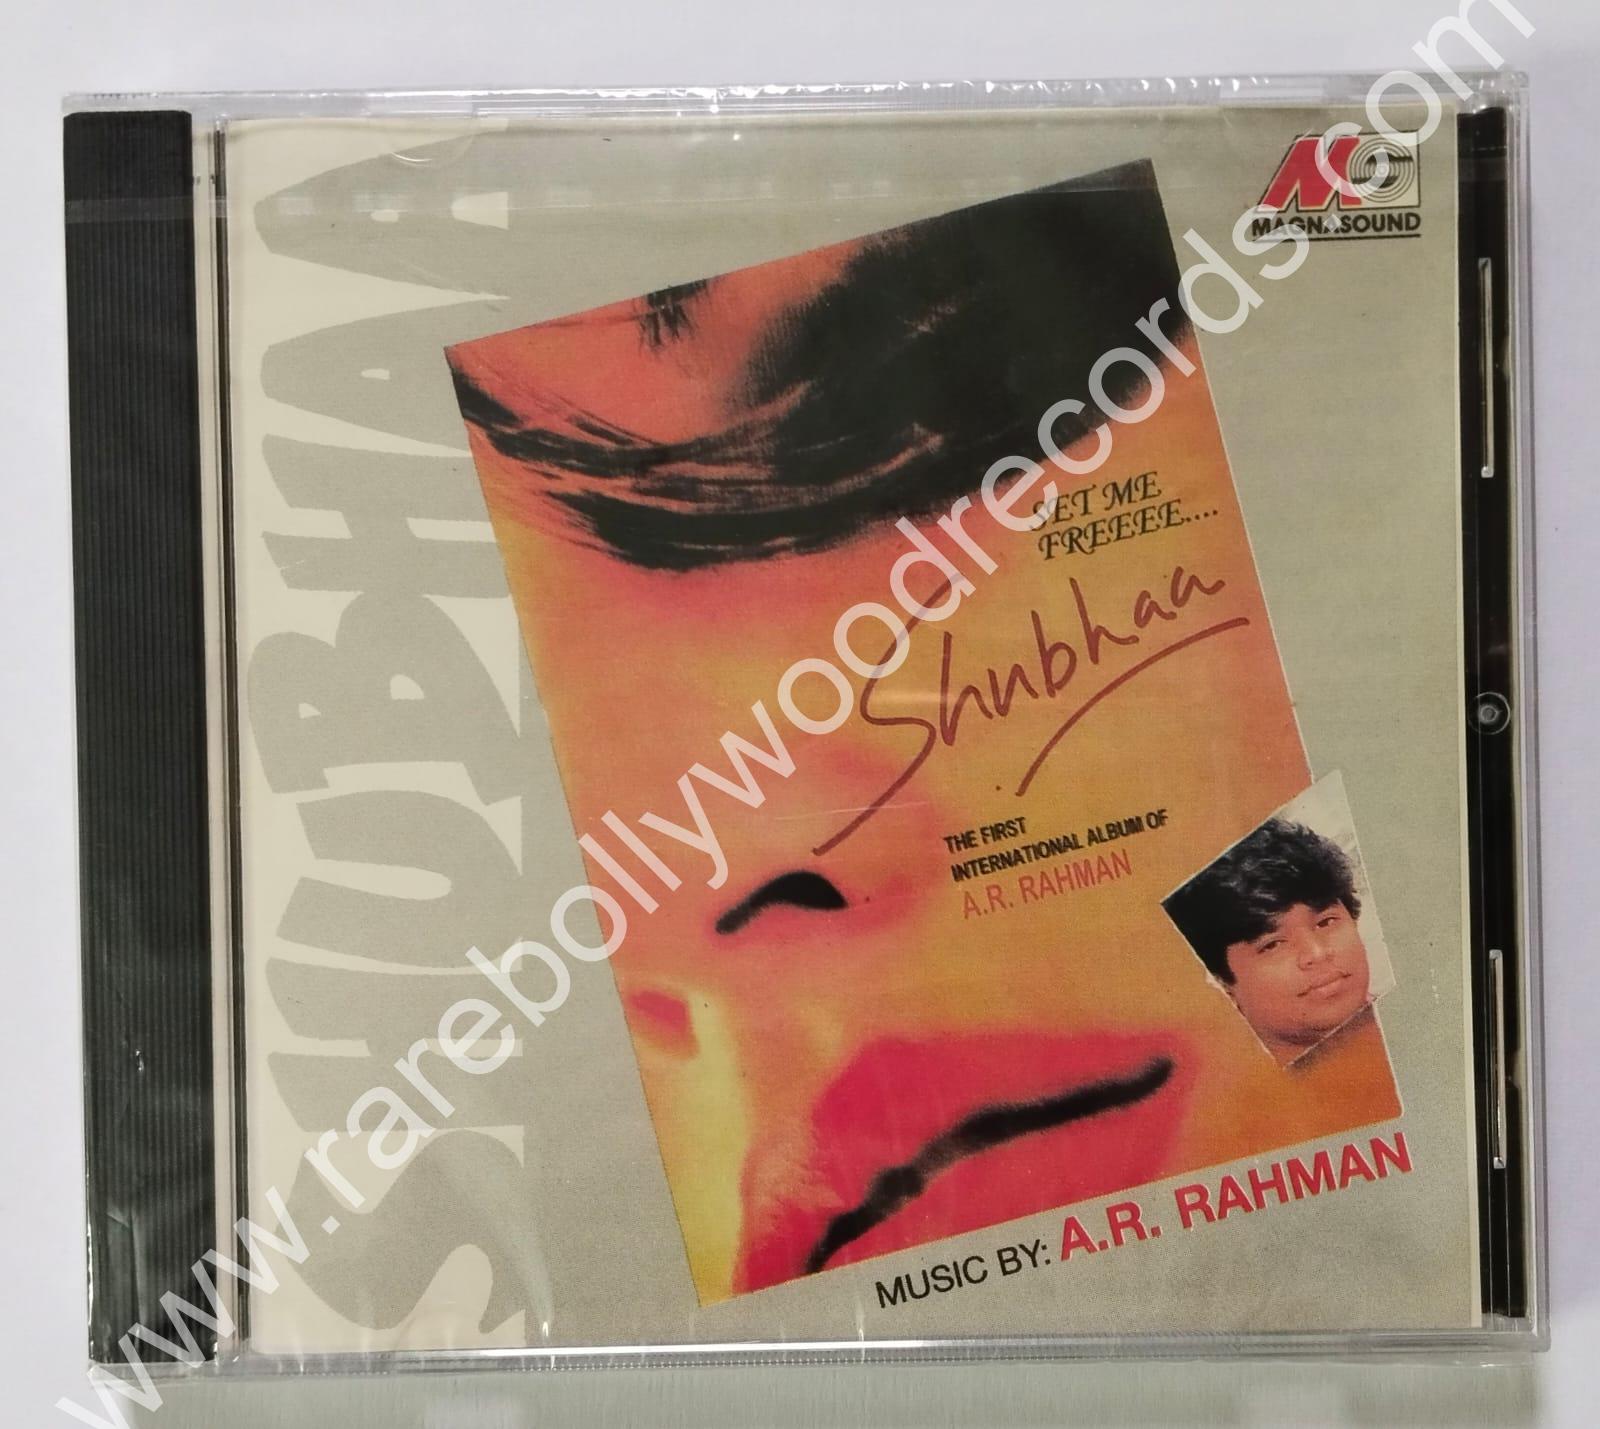 SHUBHAA
MAGNASOUND
SET ME
FREEEE....
Shubhaa
THE FIRST
INTERNATIONAL ALBUM OF
A.R. RAHMAN
MUSIC BY: A.R. RAHMAN
www.rarebollywoodrecords.com